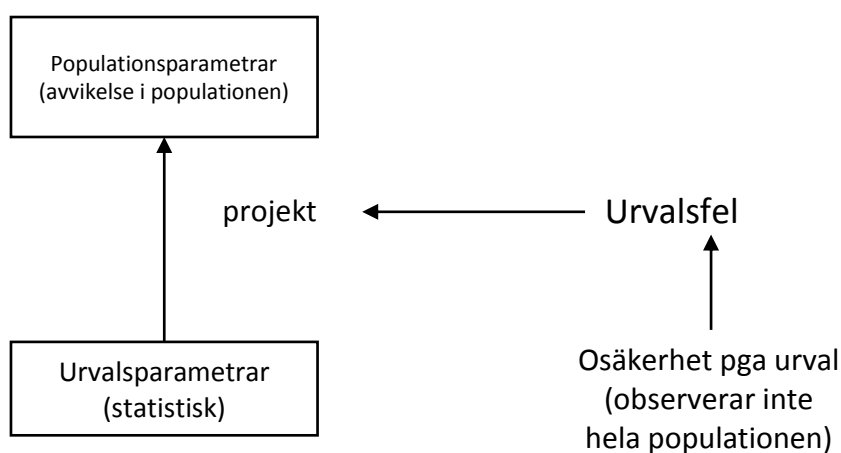 Populationsparametrar
(avvikelse i populationen)
projekt
Urvalsfel
Urvalsparametrar
(statistisk)
Osäkerhet pga urval
(observerar inte
hela populationen)